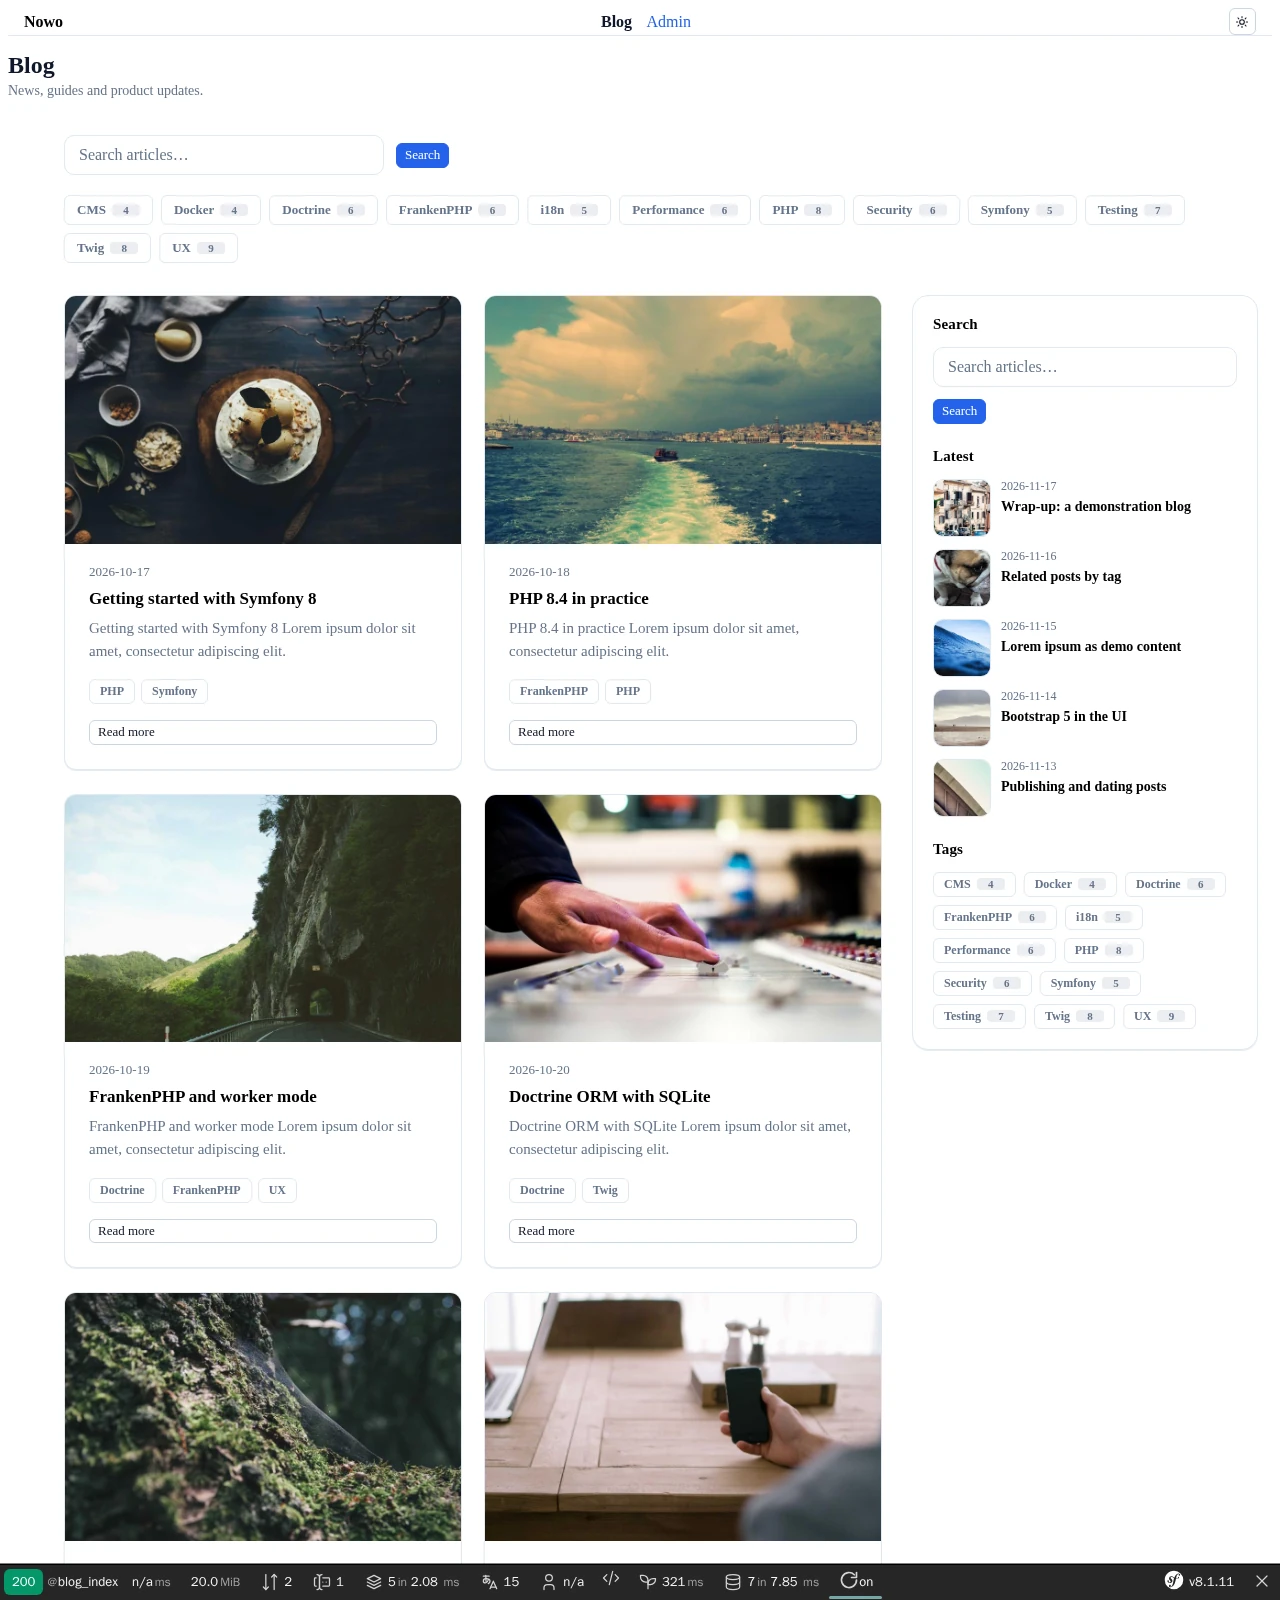 Nowo
Blog
Admin
Blog
News, guides and product updates.
Search articles…
Search
CMS 4
Docker 4
Doctrine 6
FrankenPHP 6
i18n 5
Performance 6
PHP 8
Security 6
Symfony 5
Testing 7
Twig 8
UX 9
2026-10-17
Getting started with Symfony 8
Getting started with Symfony 8 Lorem ipsum dolor sit
amet, consectetur adipiscing elit.
PHP
Symfony
Read more
2026-10-18
PHP 8.4 in practice
PHP 8.4 in practice Lorem ipsum dolor sit amet,
consectetur adipiscing elit.
FrankenPHP
PHP
Read more
2026-10-19
FrankenPHP and worker mode
FrankenPHP and worker mode Lorem ipsum dolor sit
amet, consectetur adipiscing elit.
Doctrine
FrankenPHP
UX
Read more
2026-10-20
Doctrine ORM with SQLite
Doctrine ORM with SQLite Lorem ipsum dolor sit amet,
consectetur adipiscing elit.
Doctrine
Twig
Read more
Search
Search articles…
Search
Latest
2026-11-17
Wrap-up: a demonstration blog
2026-11-16
Related posts by tag
2026-11-15
Lorem ipsum as demo content
2026-11-14
Bootstrap 5 in the UI
2026-11-13
Publishing and dating posts
Tags
CMS 4
Docker 4
Doctrine 6
FrankenPHP 6
i18n 5
Performance 6
PHP 8
Security 6
Symfony 5
Testing 7
Twig 8
UX 9
200 @blog_index n/a ms 20.0 MiB 2 1 5 in 2.08 ms 15 n/a 321 ms 7 in 7.85 ms on sf v8.1.11